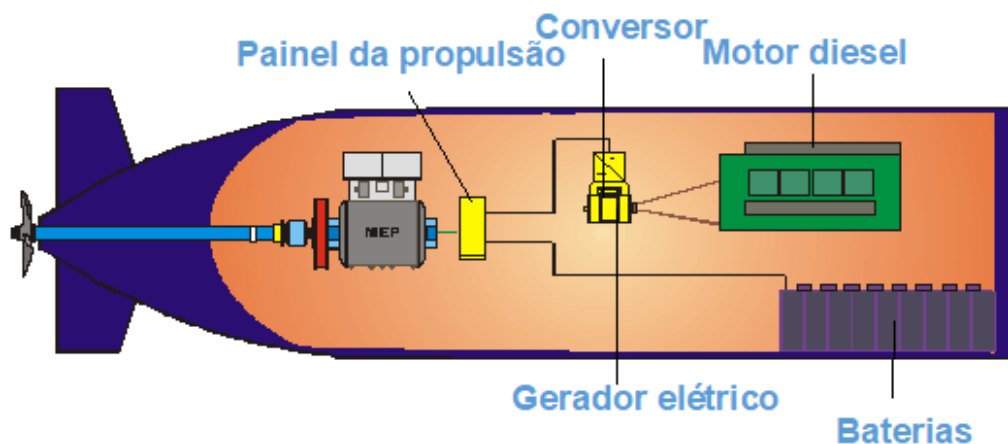 Conversor
Painel da propulsão
Motor diesel
MEP
Gerador elétrico
Baterias